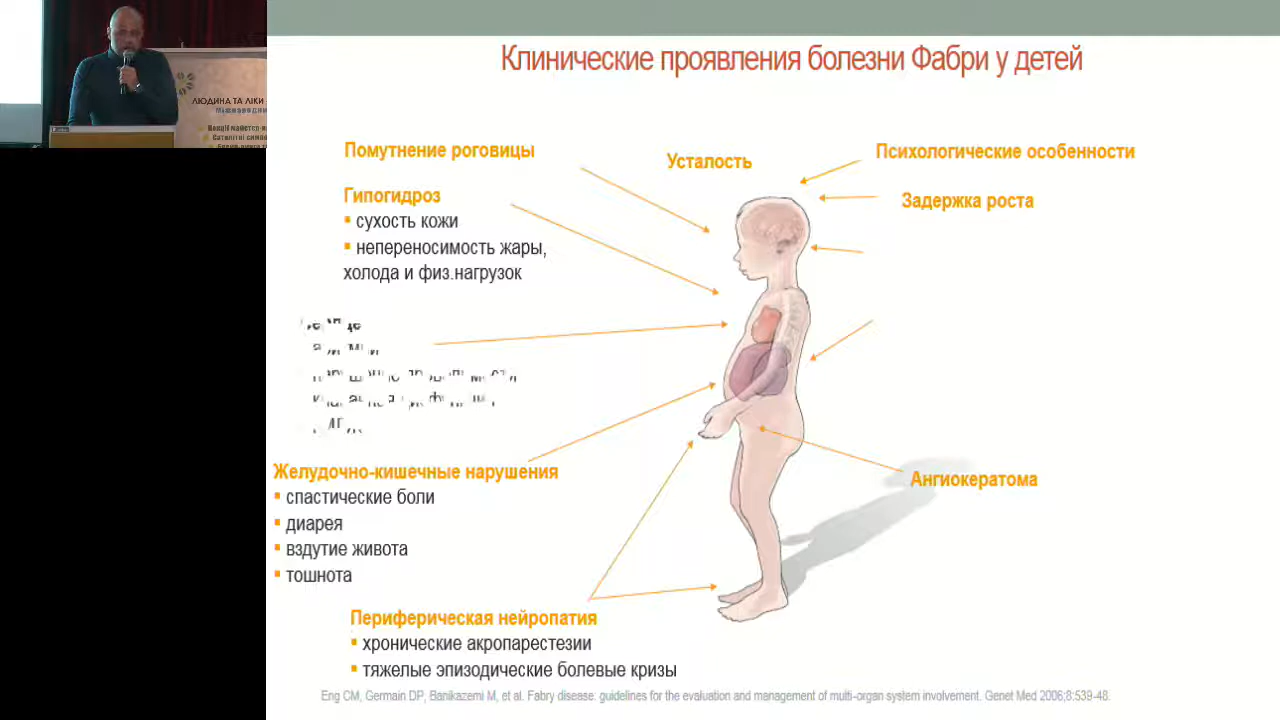 ЛЮДИНА ТА ЛІКИ
Клинические проявления болезни Фабри у детей
Помутнение роговицы
Усталость
Психологические особенности
Гипогидроз
▪ сухость кожи
▪ непереносимость жары,
холода и физ.нагрузок
Задержка роста
Желудочно-кишечные нарушения
▪ спастические боли
▪ диарея
▪ вздутие живота
▪ тошнота
Ангиокератома
Периферическая нейропатия
▪ хронические акропарестезии
▪ тяжелые эпизодические болевые кризы
Eng CM, Germain DP, Banikazemi M, et al. Fabry disease: guidelines for the evaluation and management of multi-organ system involvement. Genet Med 2006;8:539-48.